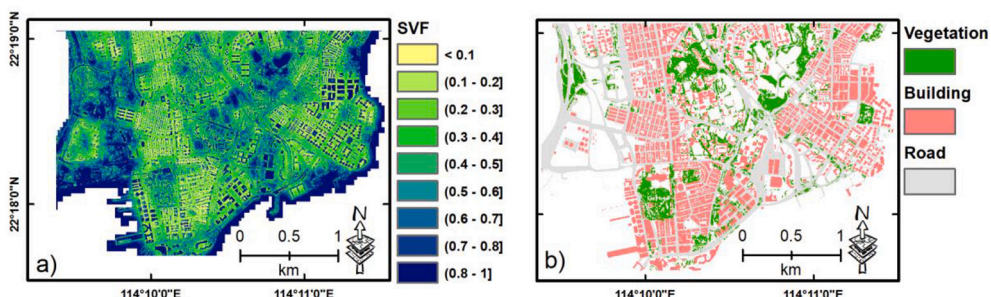 22°19'0"N
22°18'0"N
SVF
< 0.1
(0.1 - 0.2]
(0.2 - 0.3]
(0.3 - 0.4]
(0.4 - 0.5]
(0.5 - 0.6]
(0.6 - 0.7]
(0.7 - 0.8]
(0.8 - 1]
N
0 0.5 1
km
a)
114°10'0"E 114°11'0"E
Vegetation
Building
Road
N
0 0.5 1
km
b)
114°10'0"E 114°11'0"E